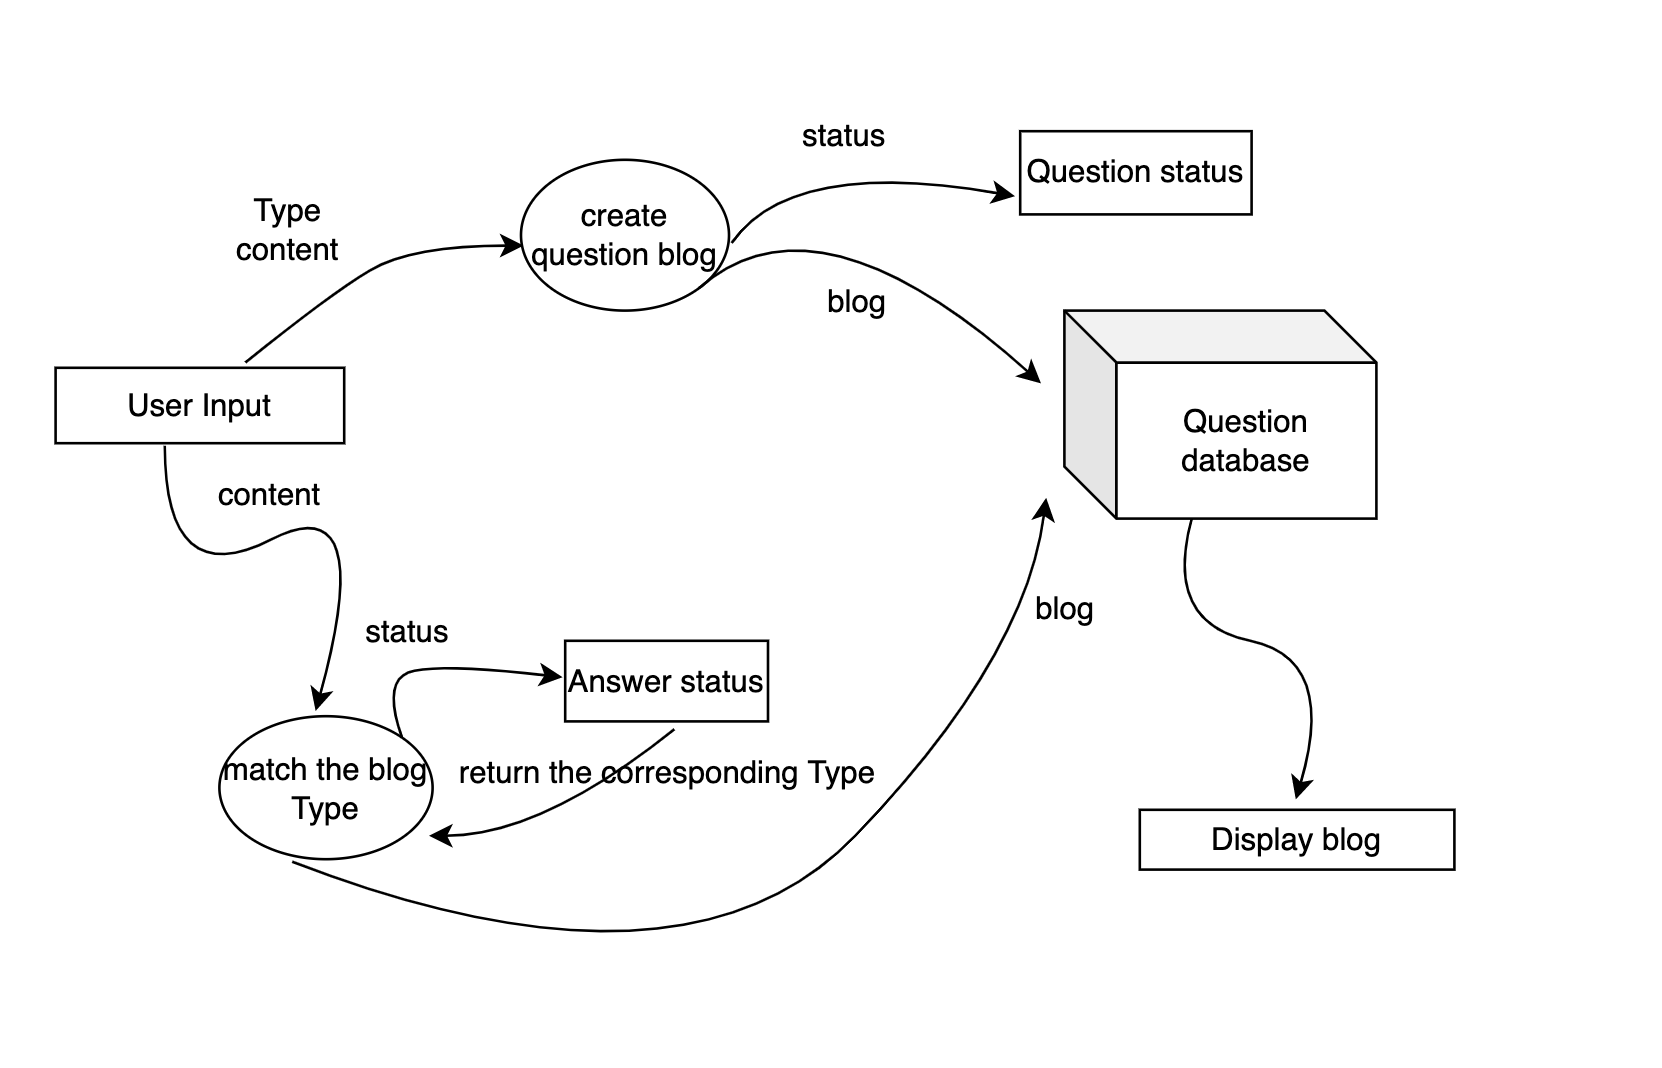 status
Question status
Type
content
create
question blog
blog
User Input
Question
database
content
status
blog
Answer status
match the blog
Type
return the corresponding Type
Display blog